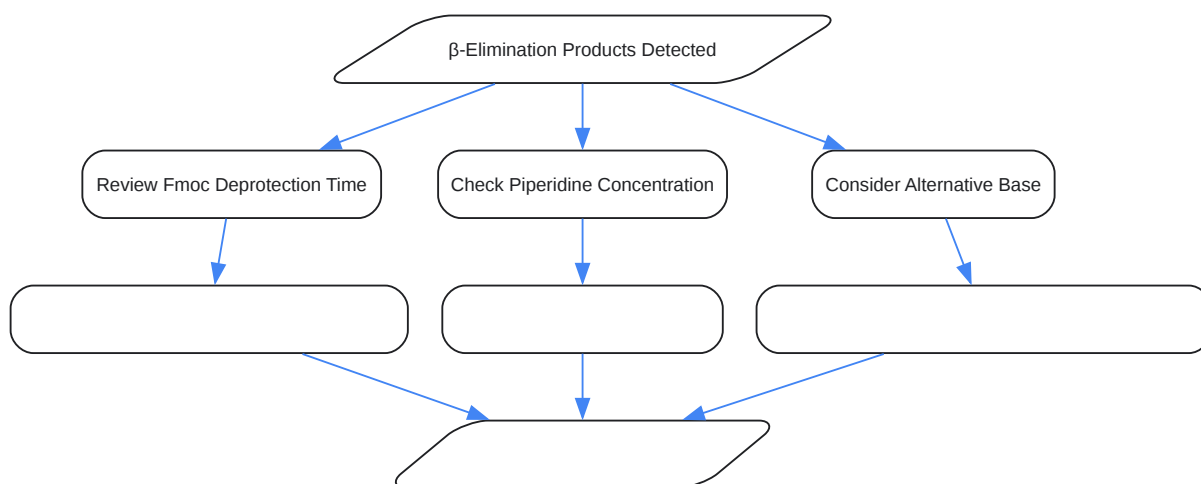 β-Elimination Products Detected
Review Fmoc Deprotection Time
Check Piperidine Concentration
Consider Alternative Base